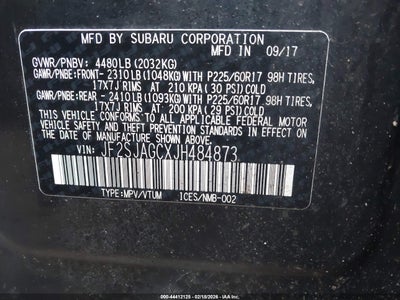 MFD BY SUBARU CORPORATION
MFD IN 09/17
GVWR/PNBV: 4480LB (2032KG)
GAWR/PNBE:FRONT- 2310LB(1048KG)WITH P225/60R17 98H TIRES,
17X7J RIMS AT 210 KPA (30 PSI) COLD
GAWR/PNBE:REAR - 2410LB(1093KG)WITH P225/60R17 98H TIRES,
17X7J RIMS AT 200 KPA (29 PSI) COLD
THIS VEHICLE CONFORMS TO ALL APPLICABLE FEDERAL MOTOR
VEHICLE SAFETY AND THEFT PREVENTION STANDARDS IN EFFECT ON
THE DATE OF MANUFACTURE SHOWN ABOVE.
VIN: JF2SJAGCXJH484873
TYPE:MPV/VTUM ICES/NMB-002
000-44412125 - 02/18/2026 - IAA Inc. (IAA)